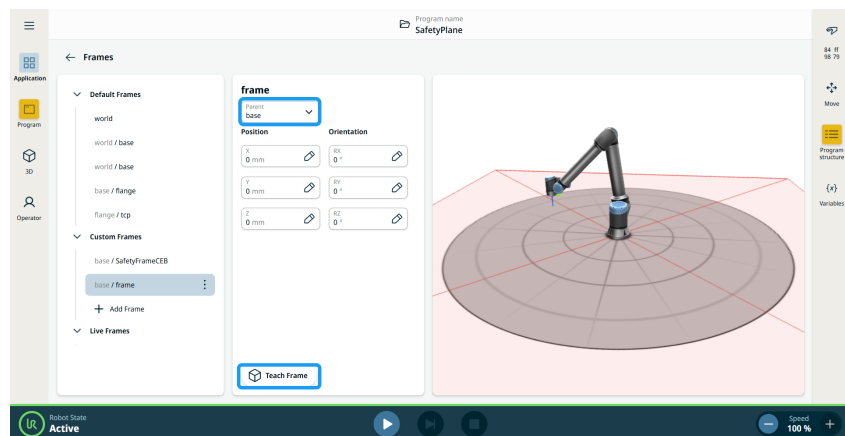 Program name
SafetyPlane
Frames
Application
Program
3D
Operator
Default Frames
world
world / base
world / base
base / flange
flange / tcp
Custom Frames
base / SafetyFrameCEB
base / frame
Add Frame
Live Frames
frame
Parent
base
Position
Orientation
X
0 mm
RX
0 °
Y
0 mm
RY
0 °
Z
0 mm
RZ
0 °
Teach Frame
84 ff
98 79
Move
Program
structure
{x}
Variables
UR
Robot State
Active
Speed
100 %